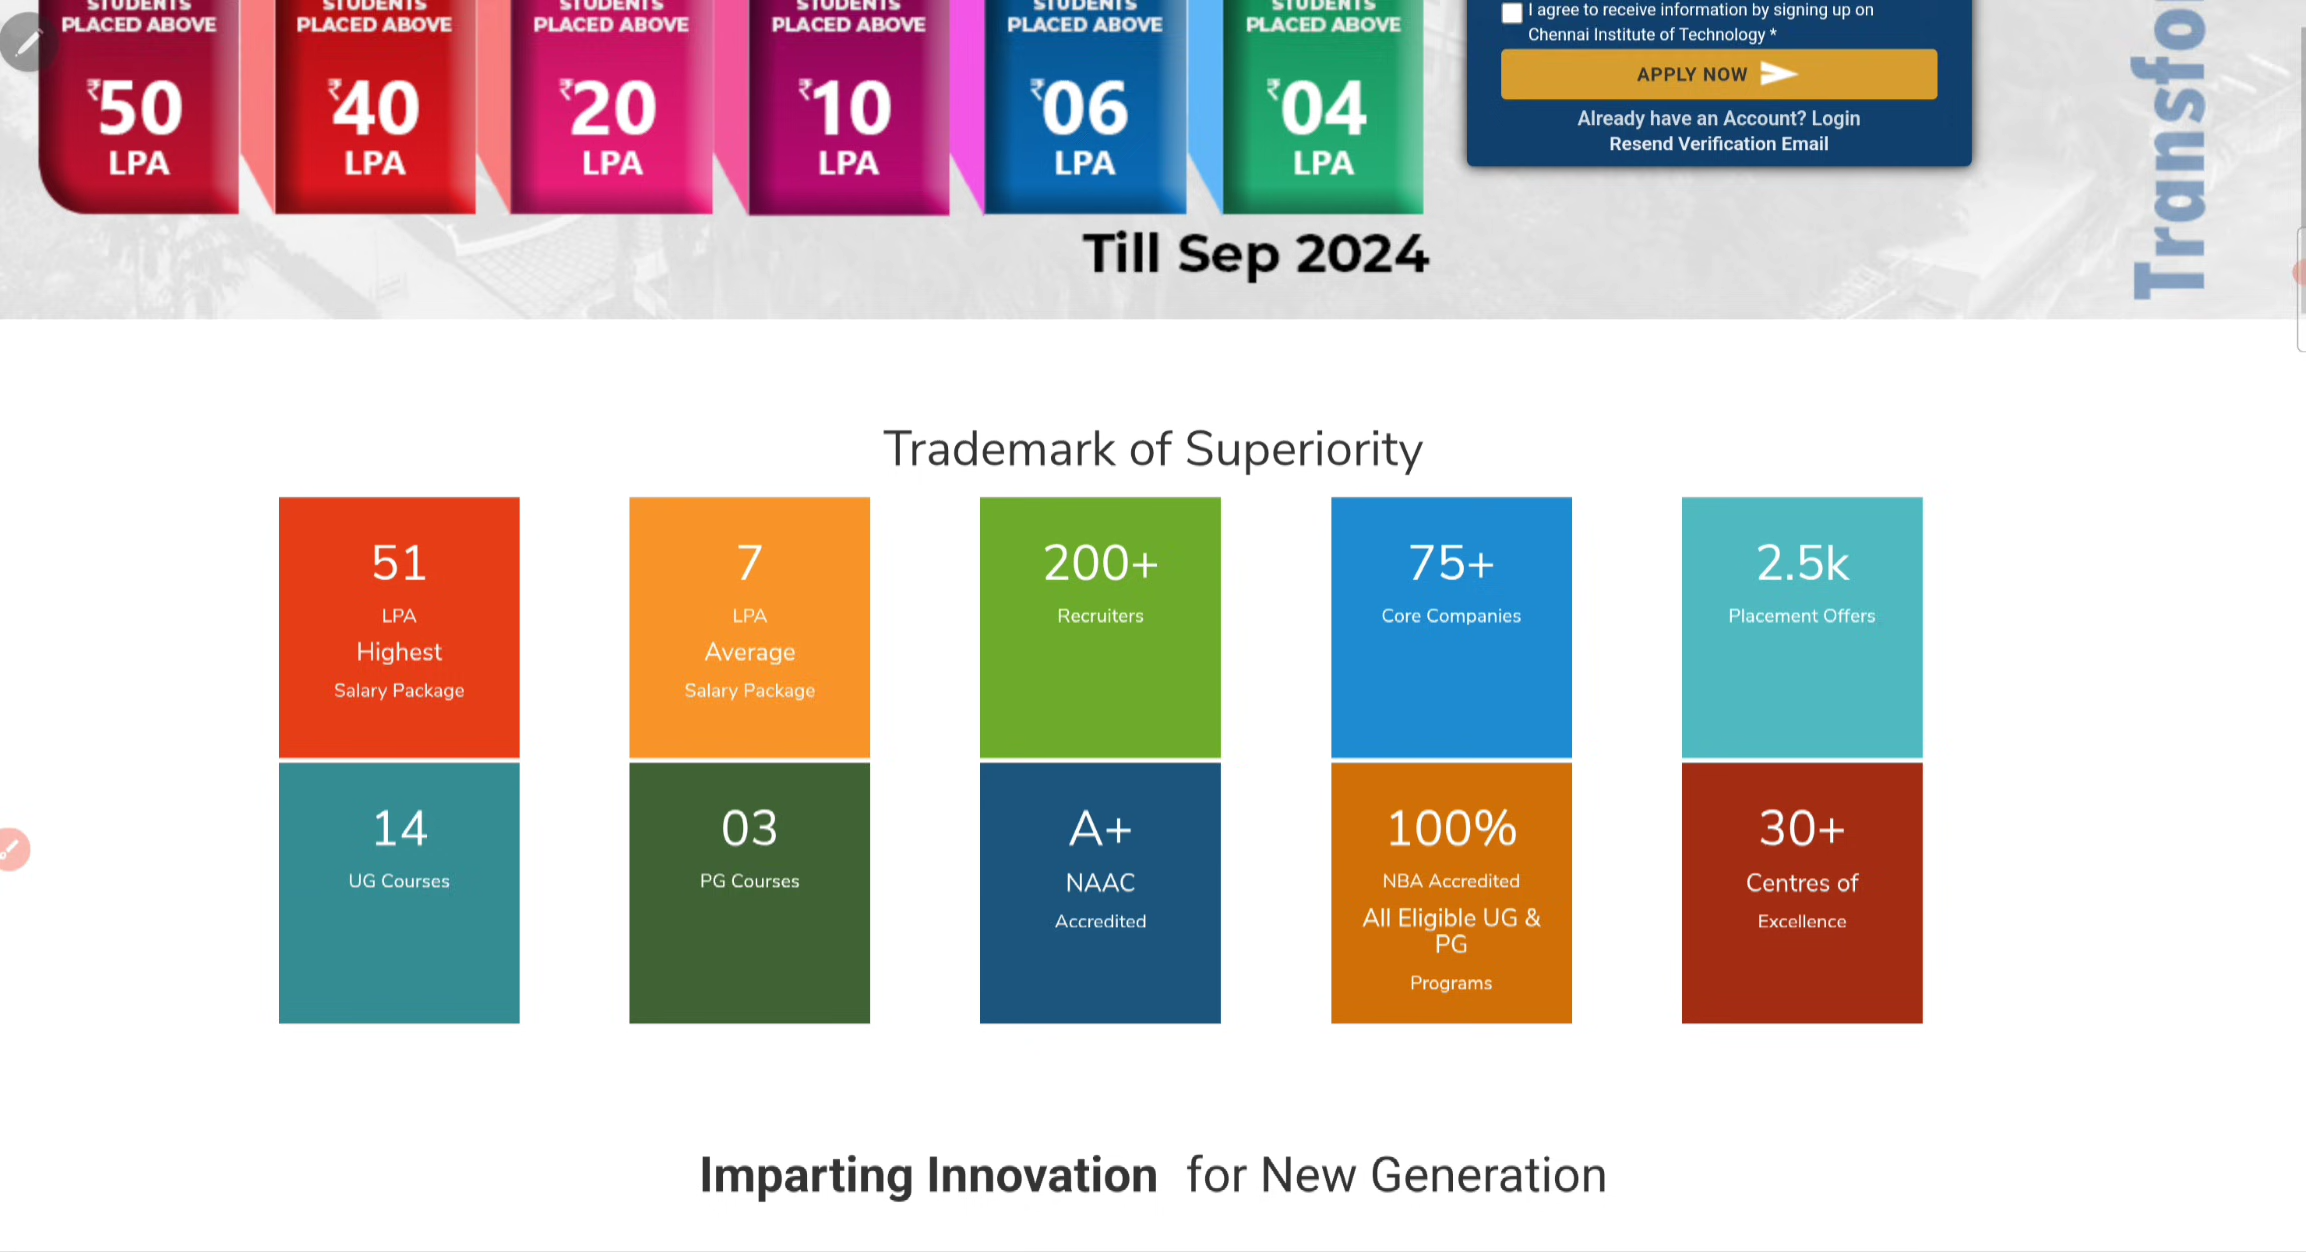 STUDENTS
PLACED ABOVE
₹50
LPA
STUDENTS
PLACED ABOVE
₹40
LPA
STUDENTS
PLACED ABOVE
₹20
LPA
STUDENTS
PLACED ABOVE
₹10
LPA
STUDENTS
PLACED ABOVE
₹06
LPA
STUDENTS
PLACED ABOVE
₹04
LPA
Till Sep 2024
I agree to receive information by signing up on
Chennai Institute of Technology *
APPLY NOW
Already have an Account? Login
Resend Verification Email
Transfo
Trademark of Superiority
51
LPA
Highest
Salary Package
7
LPA
Average
Salary Package
200+
Recruiters
75+
Core Companies
2.5k
Placement Offers
14
UG Courses
03
PG Courses
A+
NAAC
Accredited
100%
NBA Accredited
All Eligible UG &
PG
Programs
30+
Centres of
Excellence
Imparting Innovation for New Generation